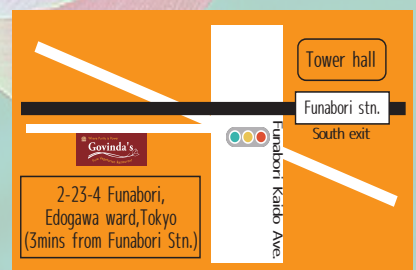 Tower hall
Funabori stn.
South exit
Funabori Kaido Ave.
Govinda's
2-23-4 Funabori,
Edogawa ward,Tokyo
(3mins from Funabori Stn.)